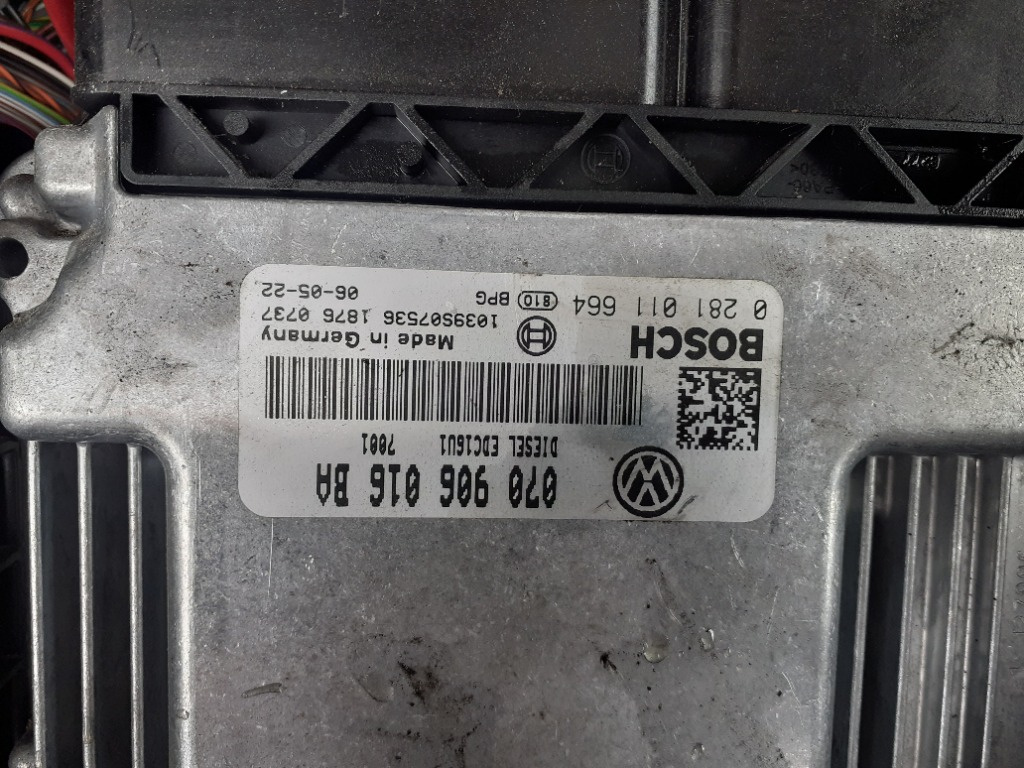 070 906 016 BA
DIESEL EDC16U1
7001
Made in Germany
BOSCH
1039S07536 1876 0737
0 281 011 664 810 BPG 06-05-22